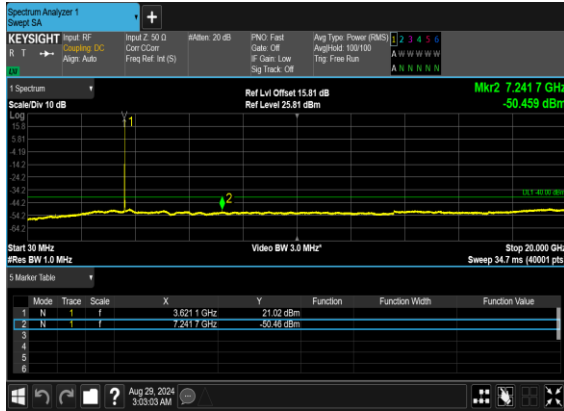 Spectrum Analyzer 1
Swept SA
+
KEYSIGHT Input: RF Input Z: 50 Ω #Atten: 20 dB PNO: Fast Avg Type: Power (RMS) 1 2 3 4 5 6
R T Coupling: DC Corr CCorr Gate: Off Avg|Hold: 100/100 A W W W W W
Align: Auto Freq Ref: Int (S) IF Gain: Low Trig: Free Run
LU Sig Track: Off A N N N N N
1 Spectrum Ref Lvl Offset 15.81 dB Mkr2 7.241 7 GHz
Scale/Div 10 dB Ref Level 25.81 dBm -50.459 dBm
Log
15.8
5.81
-4.19
-14.2
-24.2
-34.2
-44.2
-54.2
-64.2
1
2
DL1 -40.00 dBm
Start 30 MHz Video BW 3.0 MHz* Stop 20.000 GHz
#Res BW 1.0 MHz Sweep 34.7 ms (40001 pts)
5 Marker Table
Mode Trace Scale X Y Function Function Width Function Value
1 N 1 f 3.621 1 GHz 21.02 dBm
2 N 1 f 7.241 7 GHz -50.46 dBm
3
4
5
6
? Aug 29, 2024
3:03:03 AM